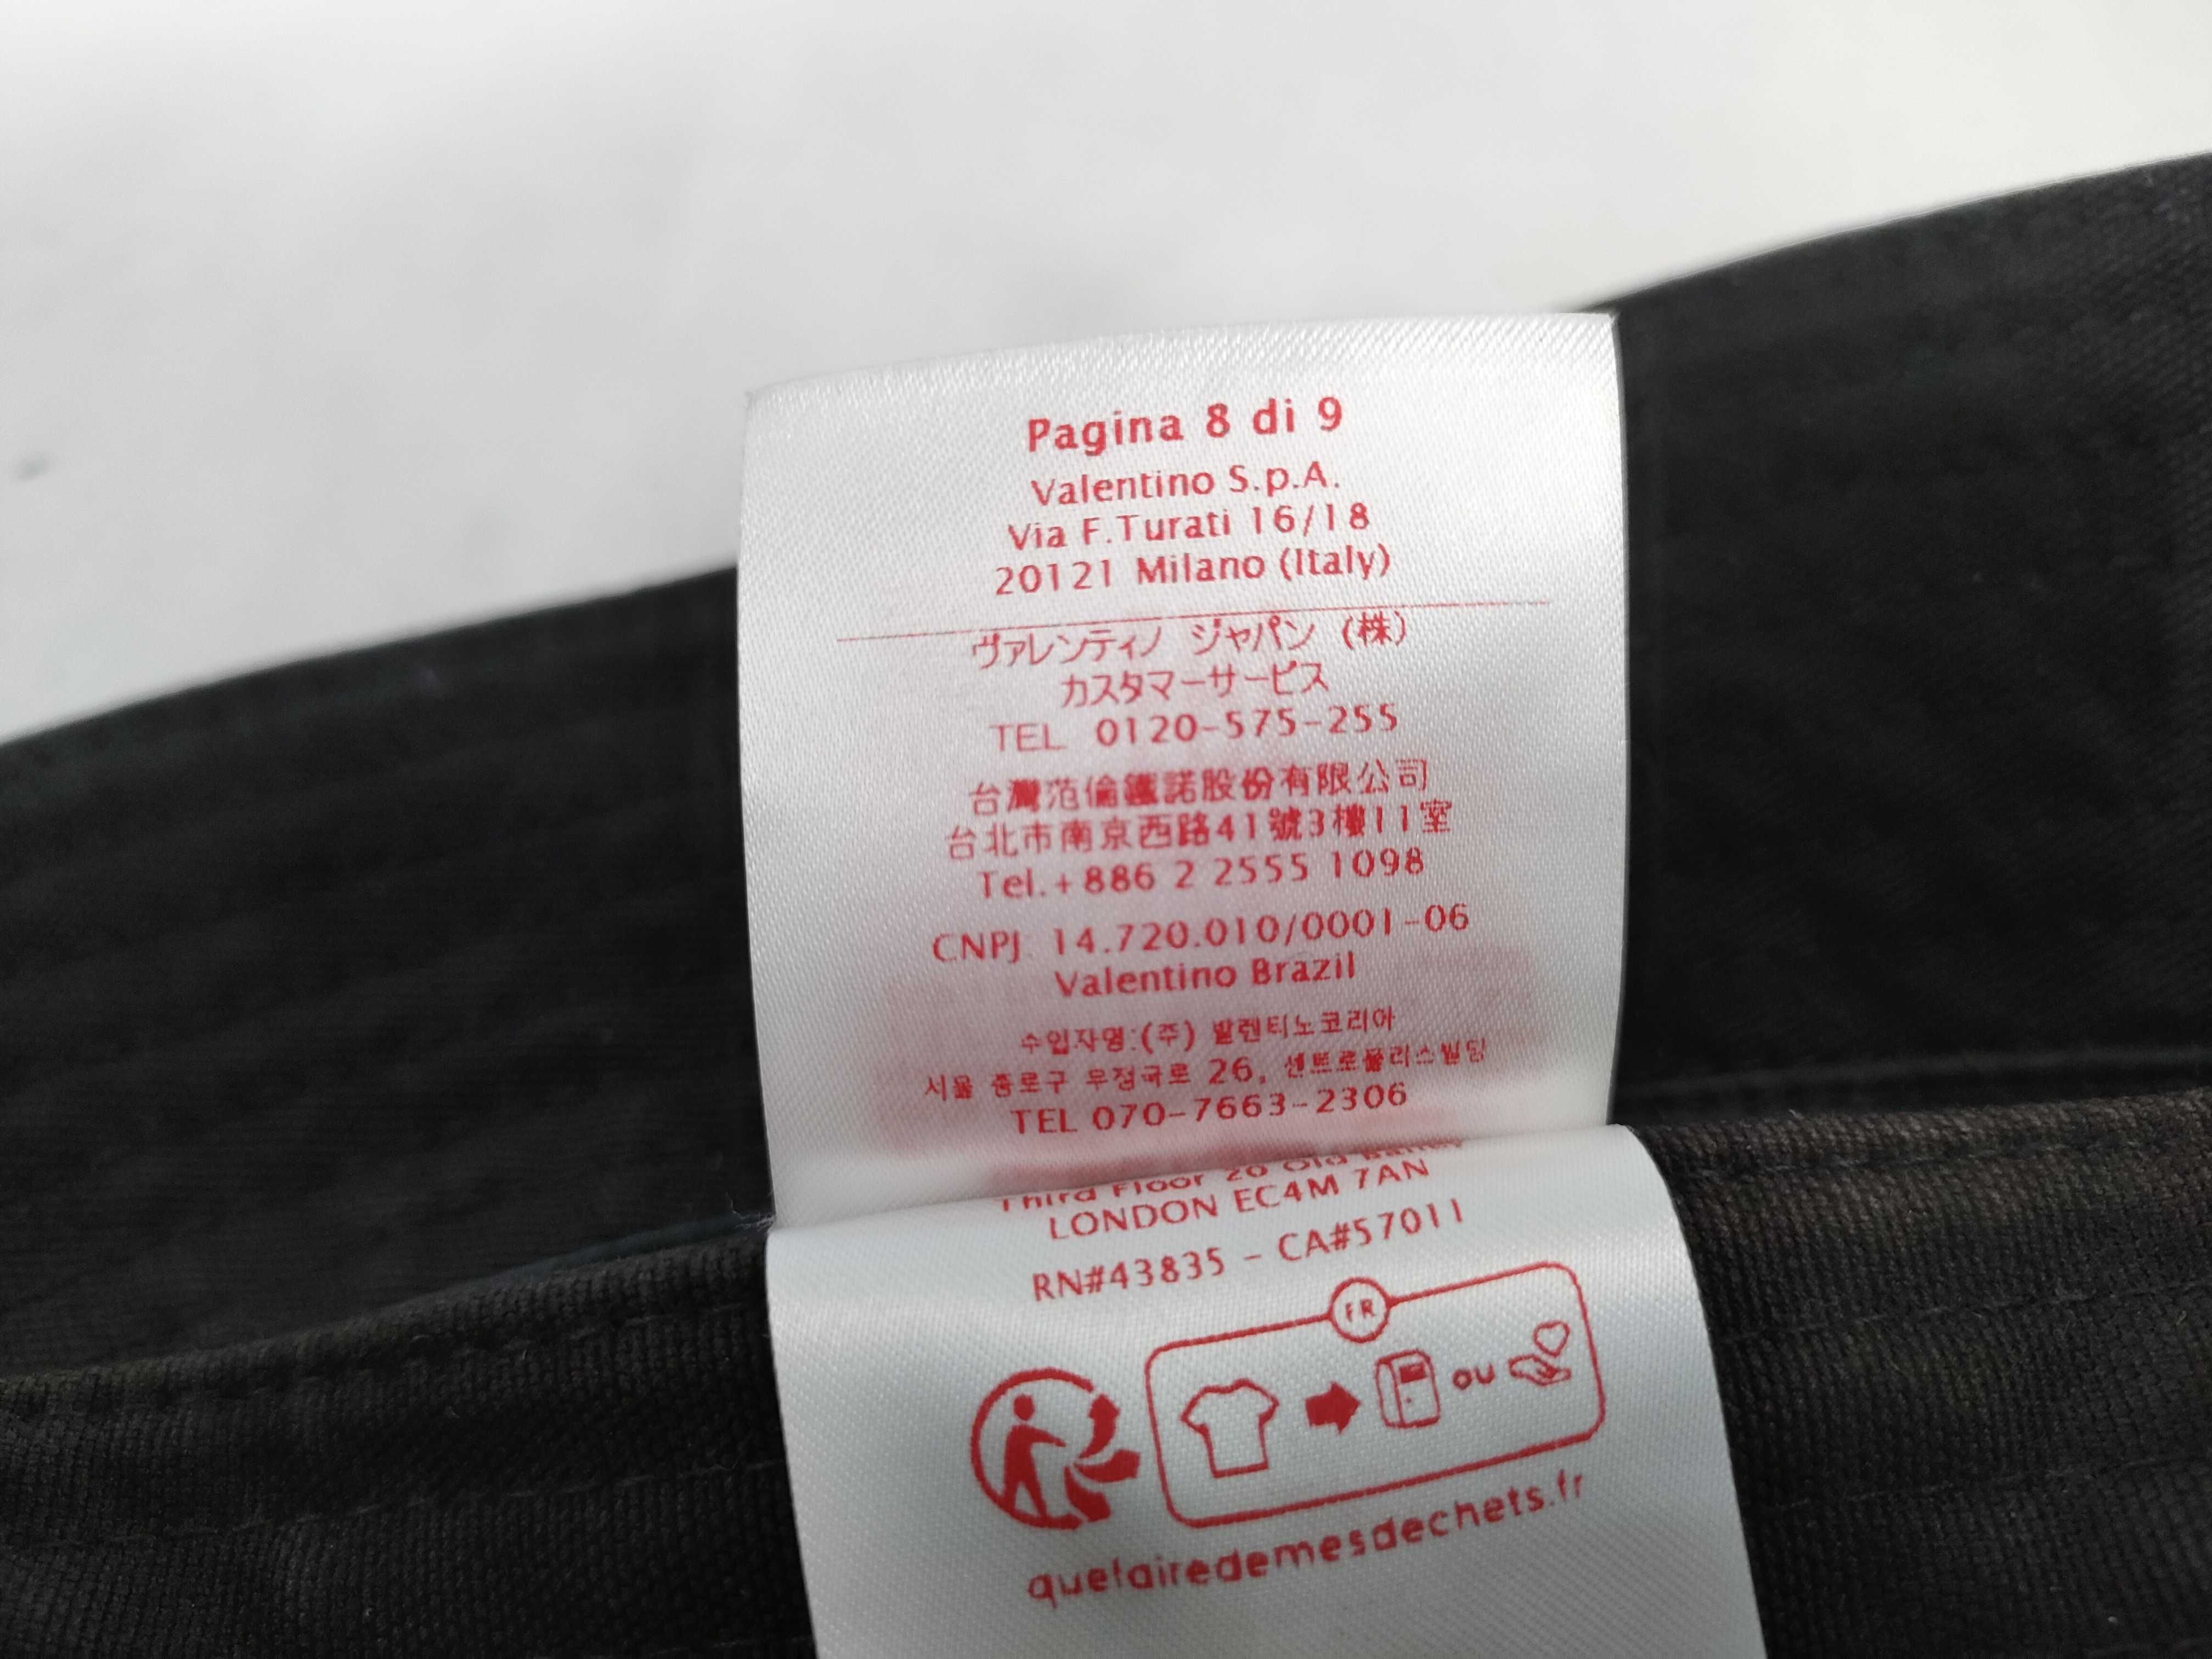 Pagina 8 di 9
Valentino S.p.A.
Via F.Turati 16/18
20121 Milano (Italy)
ヴァレンティノ ジャパン (株)
カスタマーサービス
TEL 0120-575-255
台灣范倫鐵諾股份有限公司
台北市南京西路41號3樓11室
Tel.+886 2 2555 1098
CNPJ 14.720.010/0001-06
Valentino Brazil
수입자명:(주) 발렌티노코리아
서울 종로구 우정국로 26, 센트로폴리스빌딩
TEL 070-7663-2306
Third Floor 20 Old Bailey
LONDON EC4M 7AN
RN#43835 - CA#57011
FR
ou
quefairedemesdechets.fr